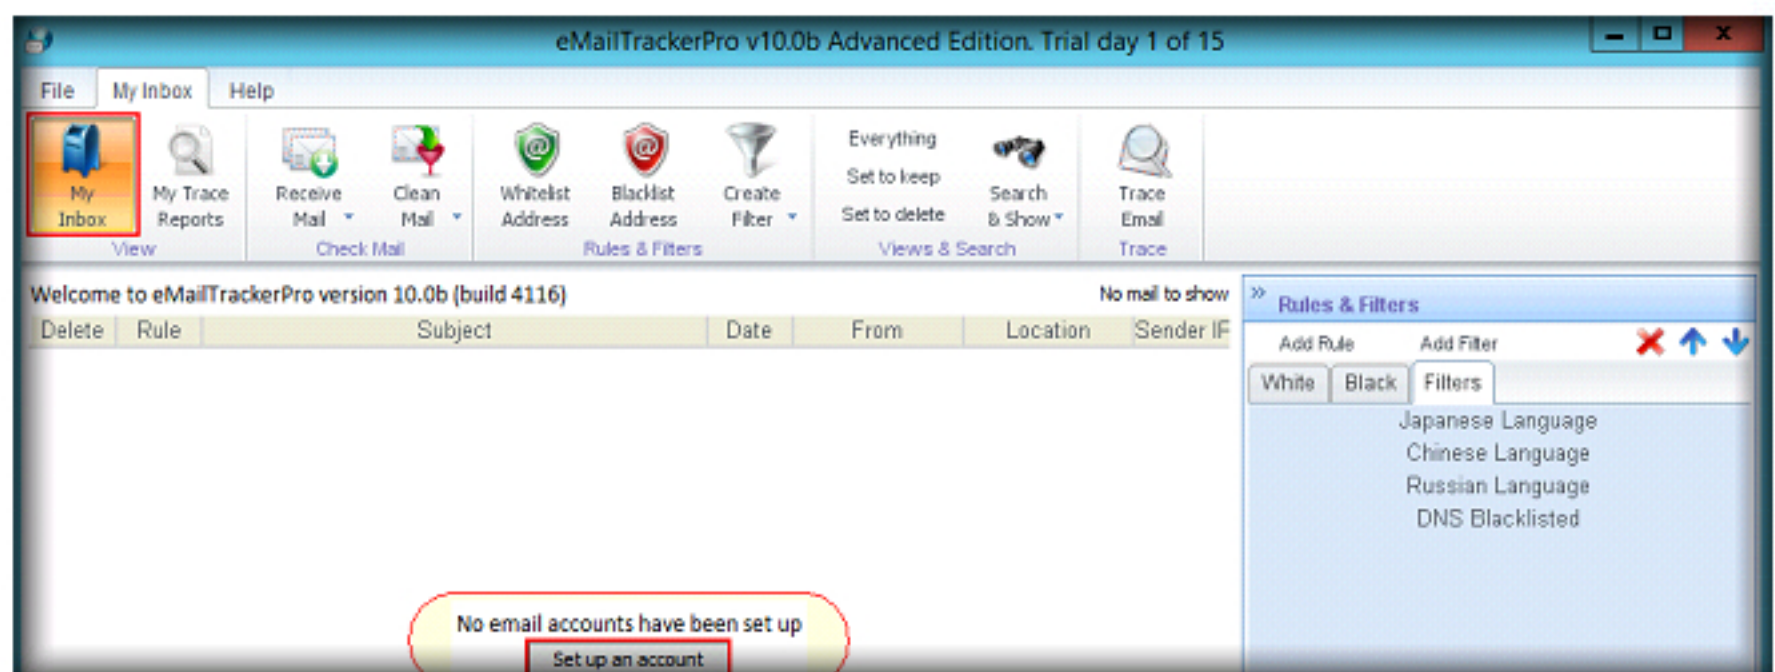 eMailTrackerPro v10.0b Advanced Edition. Trial day 1 of 15
File My Inbox Help
My Inbox
My Trace Reports
Receive Mail
Clean Mail
Whitelist Address
Blacklist Address
Create Filter
Everything
Set to keep
Set to delete
Search & Show
Trace Email
View Check Mail Rules & Filters Views & Search Trace
Welcome to eMailTrackerPro version 10.0b (build 4116) No mail to show
Delete Rule Subject Date From Location Sender IP
Rules & Filters
Add Rule Add Filter
White Black Filters
Japanese Language
Chinese Language
Russian Language
DNS Blacklisted
No email accounts have been set up
Set up an account